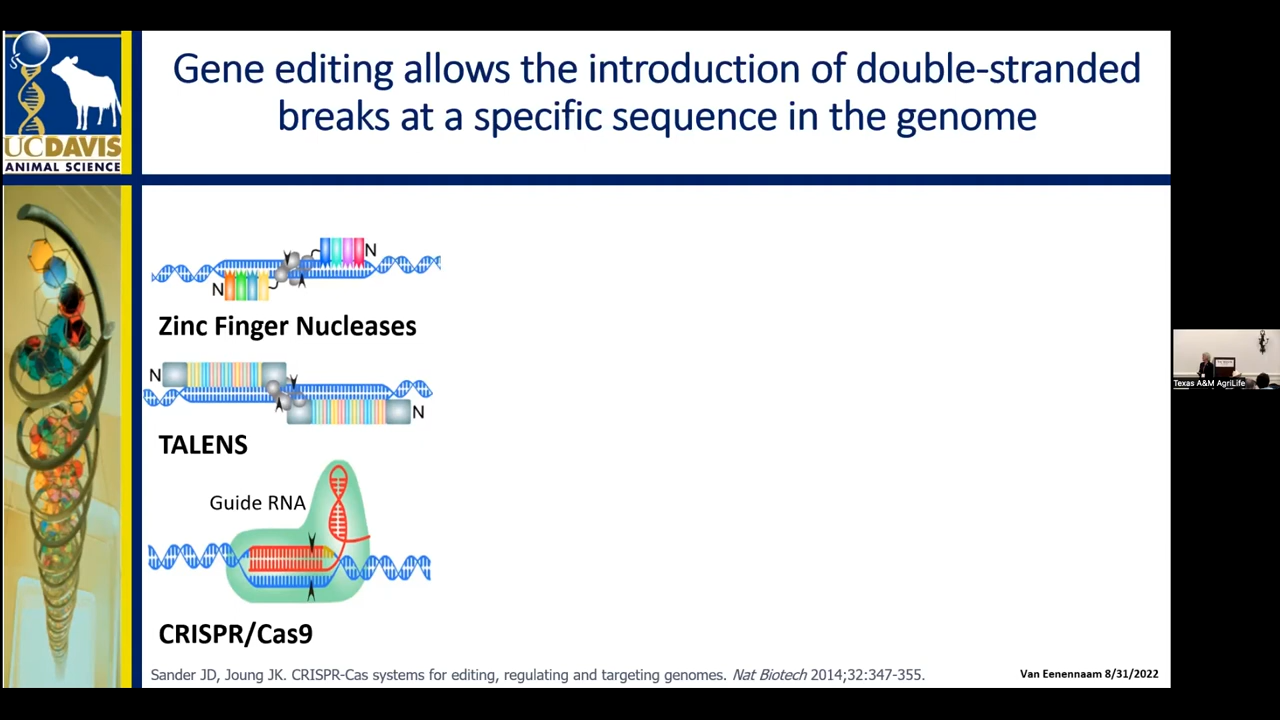 Gene editing allows the introduction of double-stranded
breaks at a specific sequence in the genome
UCDAVIS
ANIMAL SCIENCE
N
N
Zinc Finger Nucleases
N
N
TALENS
Guide RNA
CRISPR/Cas9
Sander JD, Joung JK. CRISPR-Cas systems for editing, regulating and targeting genomes. Nat Biotech 2014;32:347-355.
Van Eenennaam 8/31/2022
Texas A&M AgriLife